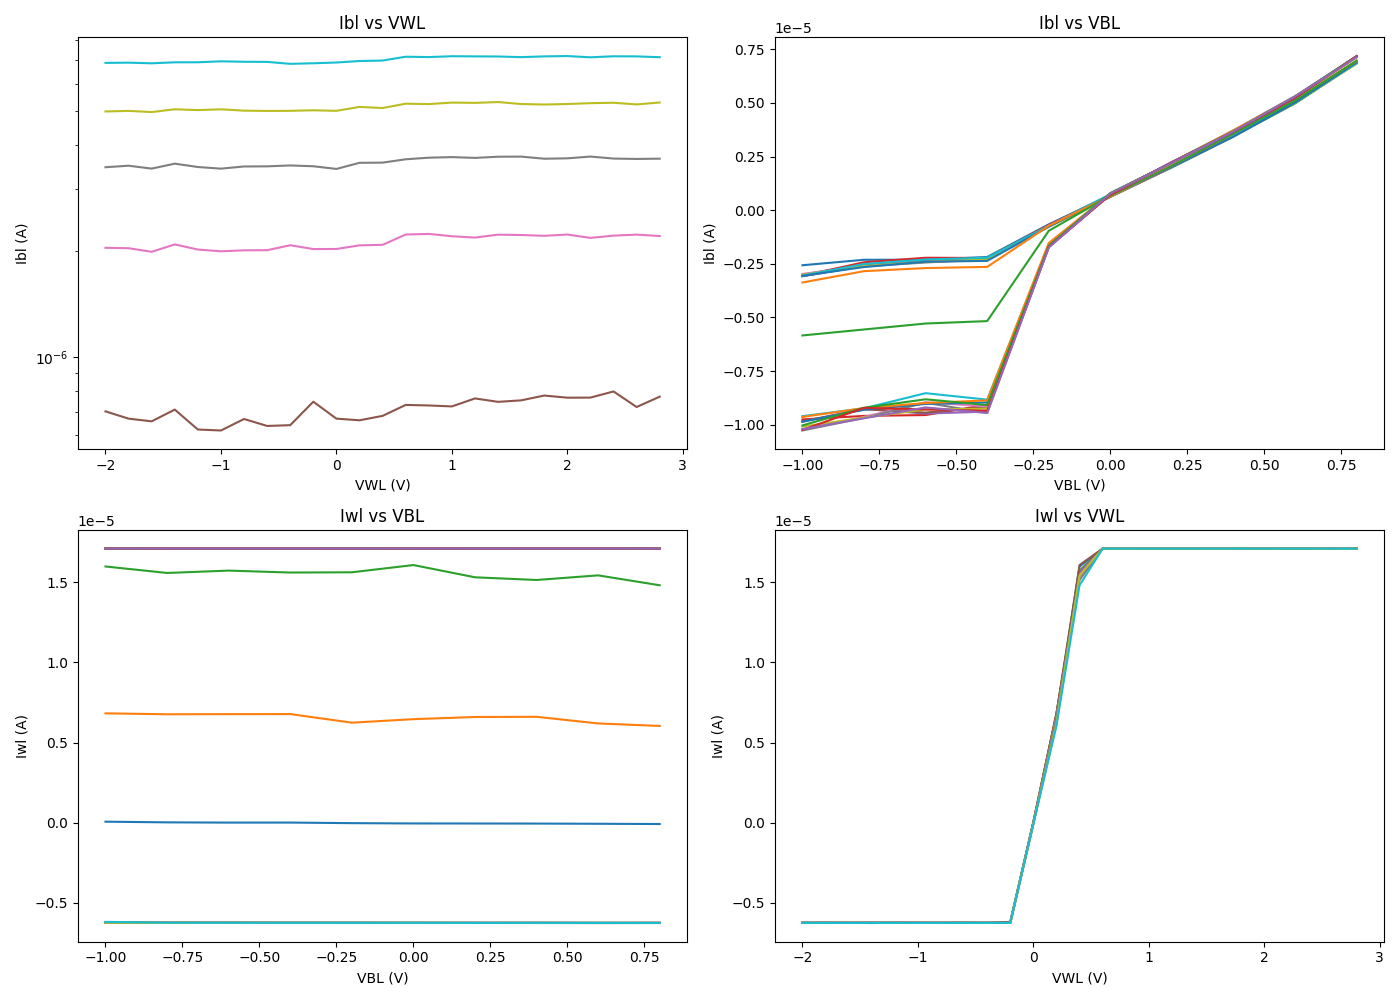 Ibl vs VWL
Ibl (A)
10⁻⁶
−2 −1 0 1 2 3
VWL (V)
Ibl vs VBL
1e−5
Ibl (A)
0.75
0.50
0.25
0.00
−0.25
−0.50
−0.75
−1.00
−1.00 −0.75 −0.50 −0.25 0.00 0.25 0.50 0.75
VBL (V)
Iwl vs VBL
1e−5
Iwl (A)
1.5
1.0
0.5
0.0
−0.5
−1.00 −0.75 −0.50 −0.25 0.00 0.25 0.50 0.75
VBL (V)
Iwl vs VWL
1e−5
Iwl (A)
1.5
1.0
0.5
0.0
−0.5
−2 −1 0 1 2 3
VWL (V)